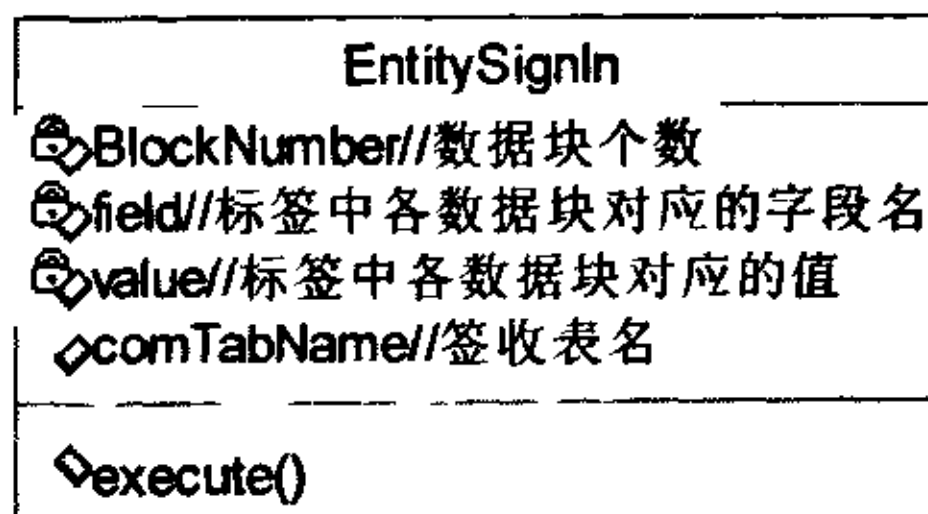 EntitySignIn
BlockNumber//数据块个数
field//标签中各数据块对应的字段名
value//标签中各数据块对应的值
comTabName//签收表名
execute()